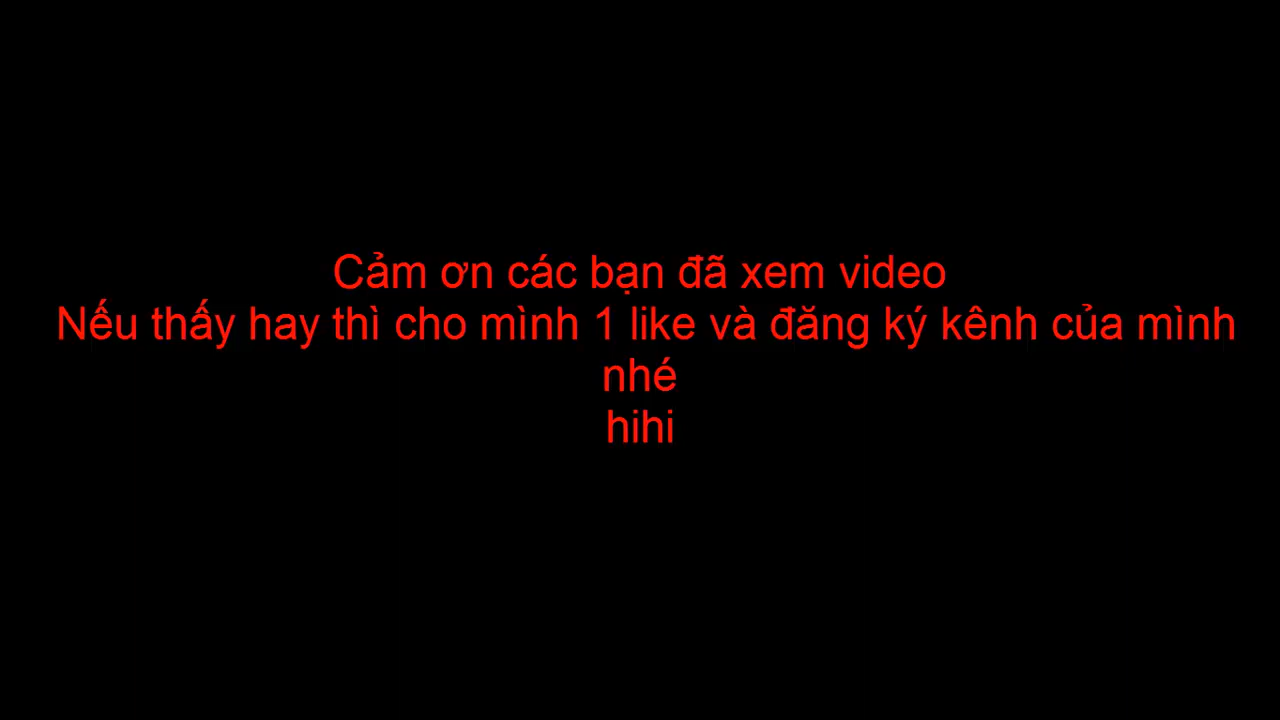 Cảm ơn các bạn đã xem video
Nếu thấy hay thì cho mình 1 like và đăng ký kênh của mình
nhé
hihi